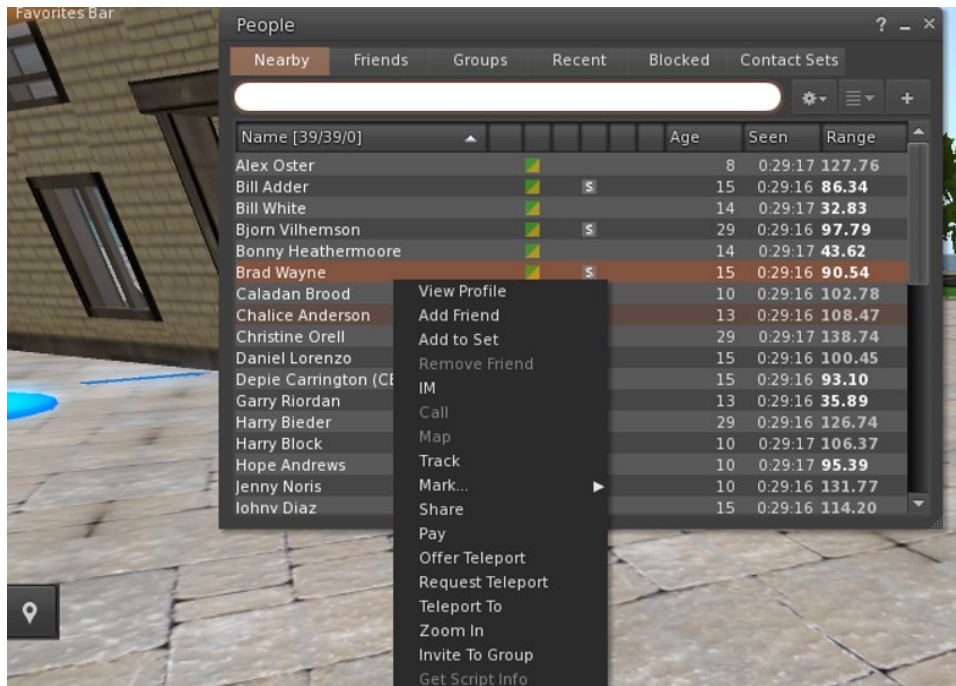 Favorites Bar
People ? _ ×
Nearby Friends Groups Recent Blocked Contact Sets
+
Name [39/39/0] Age Seen Range
Alex Oster 8 0:29:17 127.76
Bill Adder S 15 0:29:16 86.34
Bill White 14 0:29:17 32.83
Bjorn Vilhemson S 29 0:29:16 97.79
Bonny Heathermoore 14 0:29:17 43.62
Brad Wayne S 15 0:29:16 90.54
Caladan Brood 10 0:29:16 102.78
Chalice Anderson 13 0:29:16 108.47
Christine Orell 29 0:29:17 138.74
Daniel Lorenzo 15 0:29:16 100.45
Depie Carrington (CE 15 0:29:16 93.10
Garry Riordan 13 0:29:16 35.89
Harry Bieder 29 0:29:16 126.74
Harry Block 10 0:29:17 106.37
Hope Andrews 10 0:29:17 95.39
Jenny Noris 10 0:29:16 131.77
Johny Diaz 15 0:29:16 114.20
View Profile
Add Friend
Add to Set
Remove Friend
IM
Call
Map
Track
Mark...
Share
Pay
Offer Teleport
Request Teleport
Teleport To
Zoom In
Invite To Group
Get Script Info